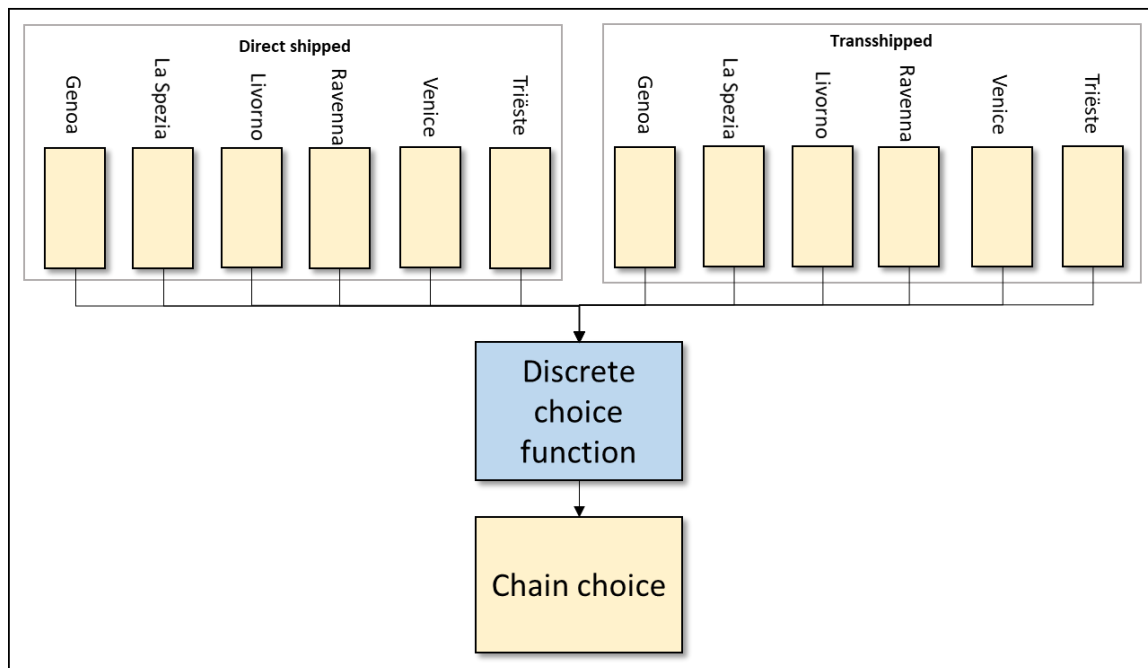 Direct shipped
Genoa
La Spezia
Livorno
Ravenna
Venice
Triëste
Transshipped
Genoa
La Spezia
Livorno
Ravenna
Venice
Triëste
Discrete
choice
function
Chain choice